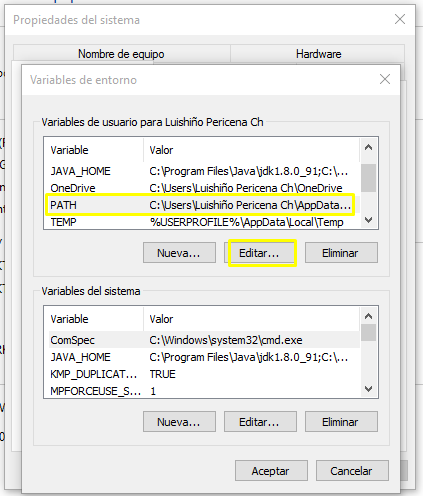 Propiedades del sistema
Nombre de equipo Hardware
Variables de entorno
Variables de usuario para Luishiño Pericena Ch
Variable Valor
JAVA_HOME C:\Program Files\Java\jdk1.8.0_91;C:\...
OneDrive C:\Users\Luishiño Pericena Ch\OneDrive
PATH C:\Users\Luishiño Pericena Ch\AppData...
TEMP %USERPROFILE%\AppData\Local\Temp
Nueva... Editar... Eliminar
Variables del sistema
Variable Valor
ComSpec C:\Windows\system32\cmd.exe
JAVA_HOME C:\Program Files\Java\jdk1.8.0_91;C:\...
KMP_DUPLICAT... TRUE
MPFORCEUSE_S... 1
Nueva... Editar... Eliminar
Aceptar Cancelar